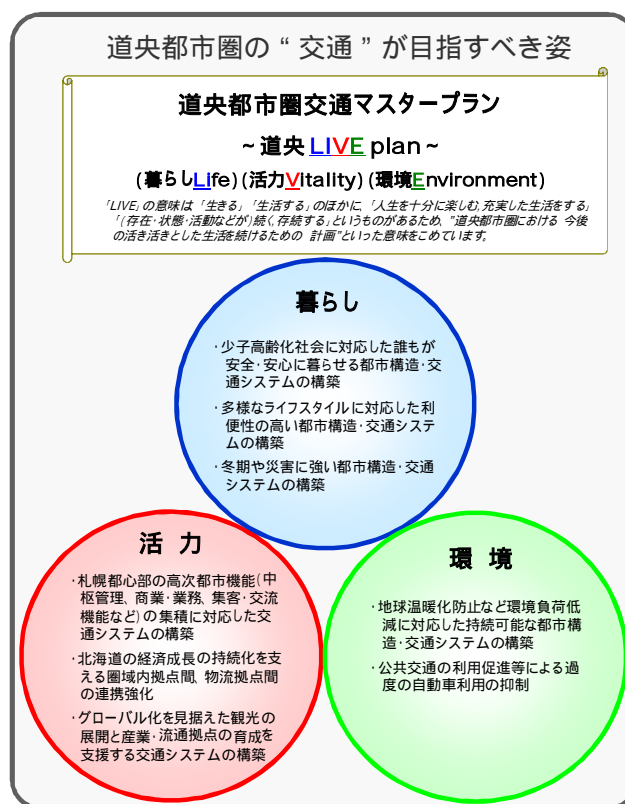 道央都市圏の“交通”が目指すべき姿
道央都市圏交通マスタープラン
~道央 LIVE plan~
(暮らしLife)(活力Vitality)(環境Environment)
「LIVE」の意味は「生きる」「生活する」のほかに、「人生を十分に楽しむ、充実した生活をする」
「(存在・状態・活動などが)続く,存続する」というものがあるため、”道央都市圏における 今後
の活き活きとした生活を続けるための 計画”といった意味をこめています。
暮らし
・少子高齢化社会に対応した誰もが
安全・安心に暮らせる都市構造・交
通システムの構築
・多様なライフスタイルに対応した利
便性の高い都市構造・交通システ
ムの構築
・冬期や災害に強い都市構造・交通
システムの構築
活 力
・札幌都心部の高次都市機能(中
枢管理、商業・業務、集客・交流
機能など)の集積に対応した交
通システムの構築
・北海道の経済成長の持続化を支
える圏域内拠点間、物流拠点間
の連携強化
・グローバル化を見据えた観光の
展開と産業・流通拠点の育成を
支援する交通システムの構築
環 境
・地球温暖化防止など環境負荷低
減に対応した持続可能な都市構
造・交通システムの構築
・公共交通の利用促進等による過
度の自動車利用の抑制